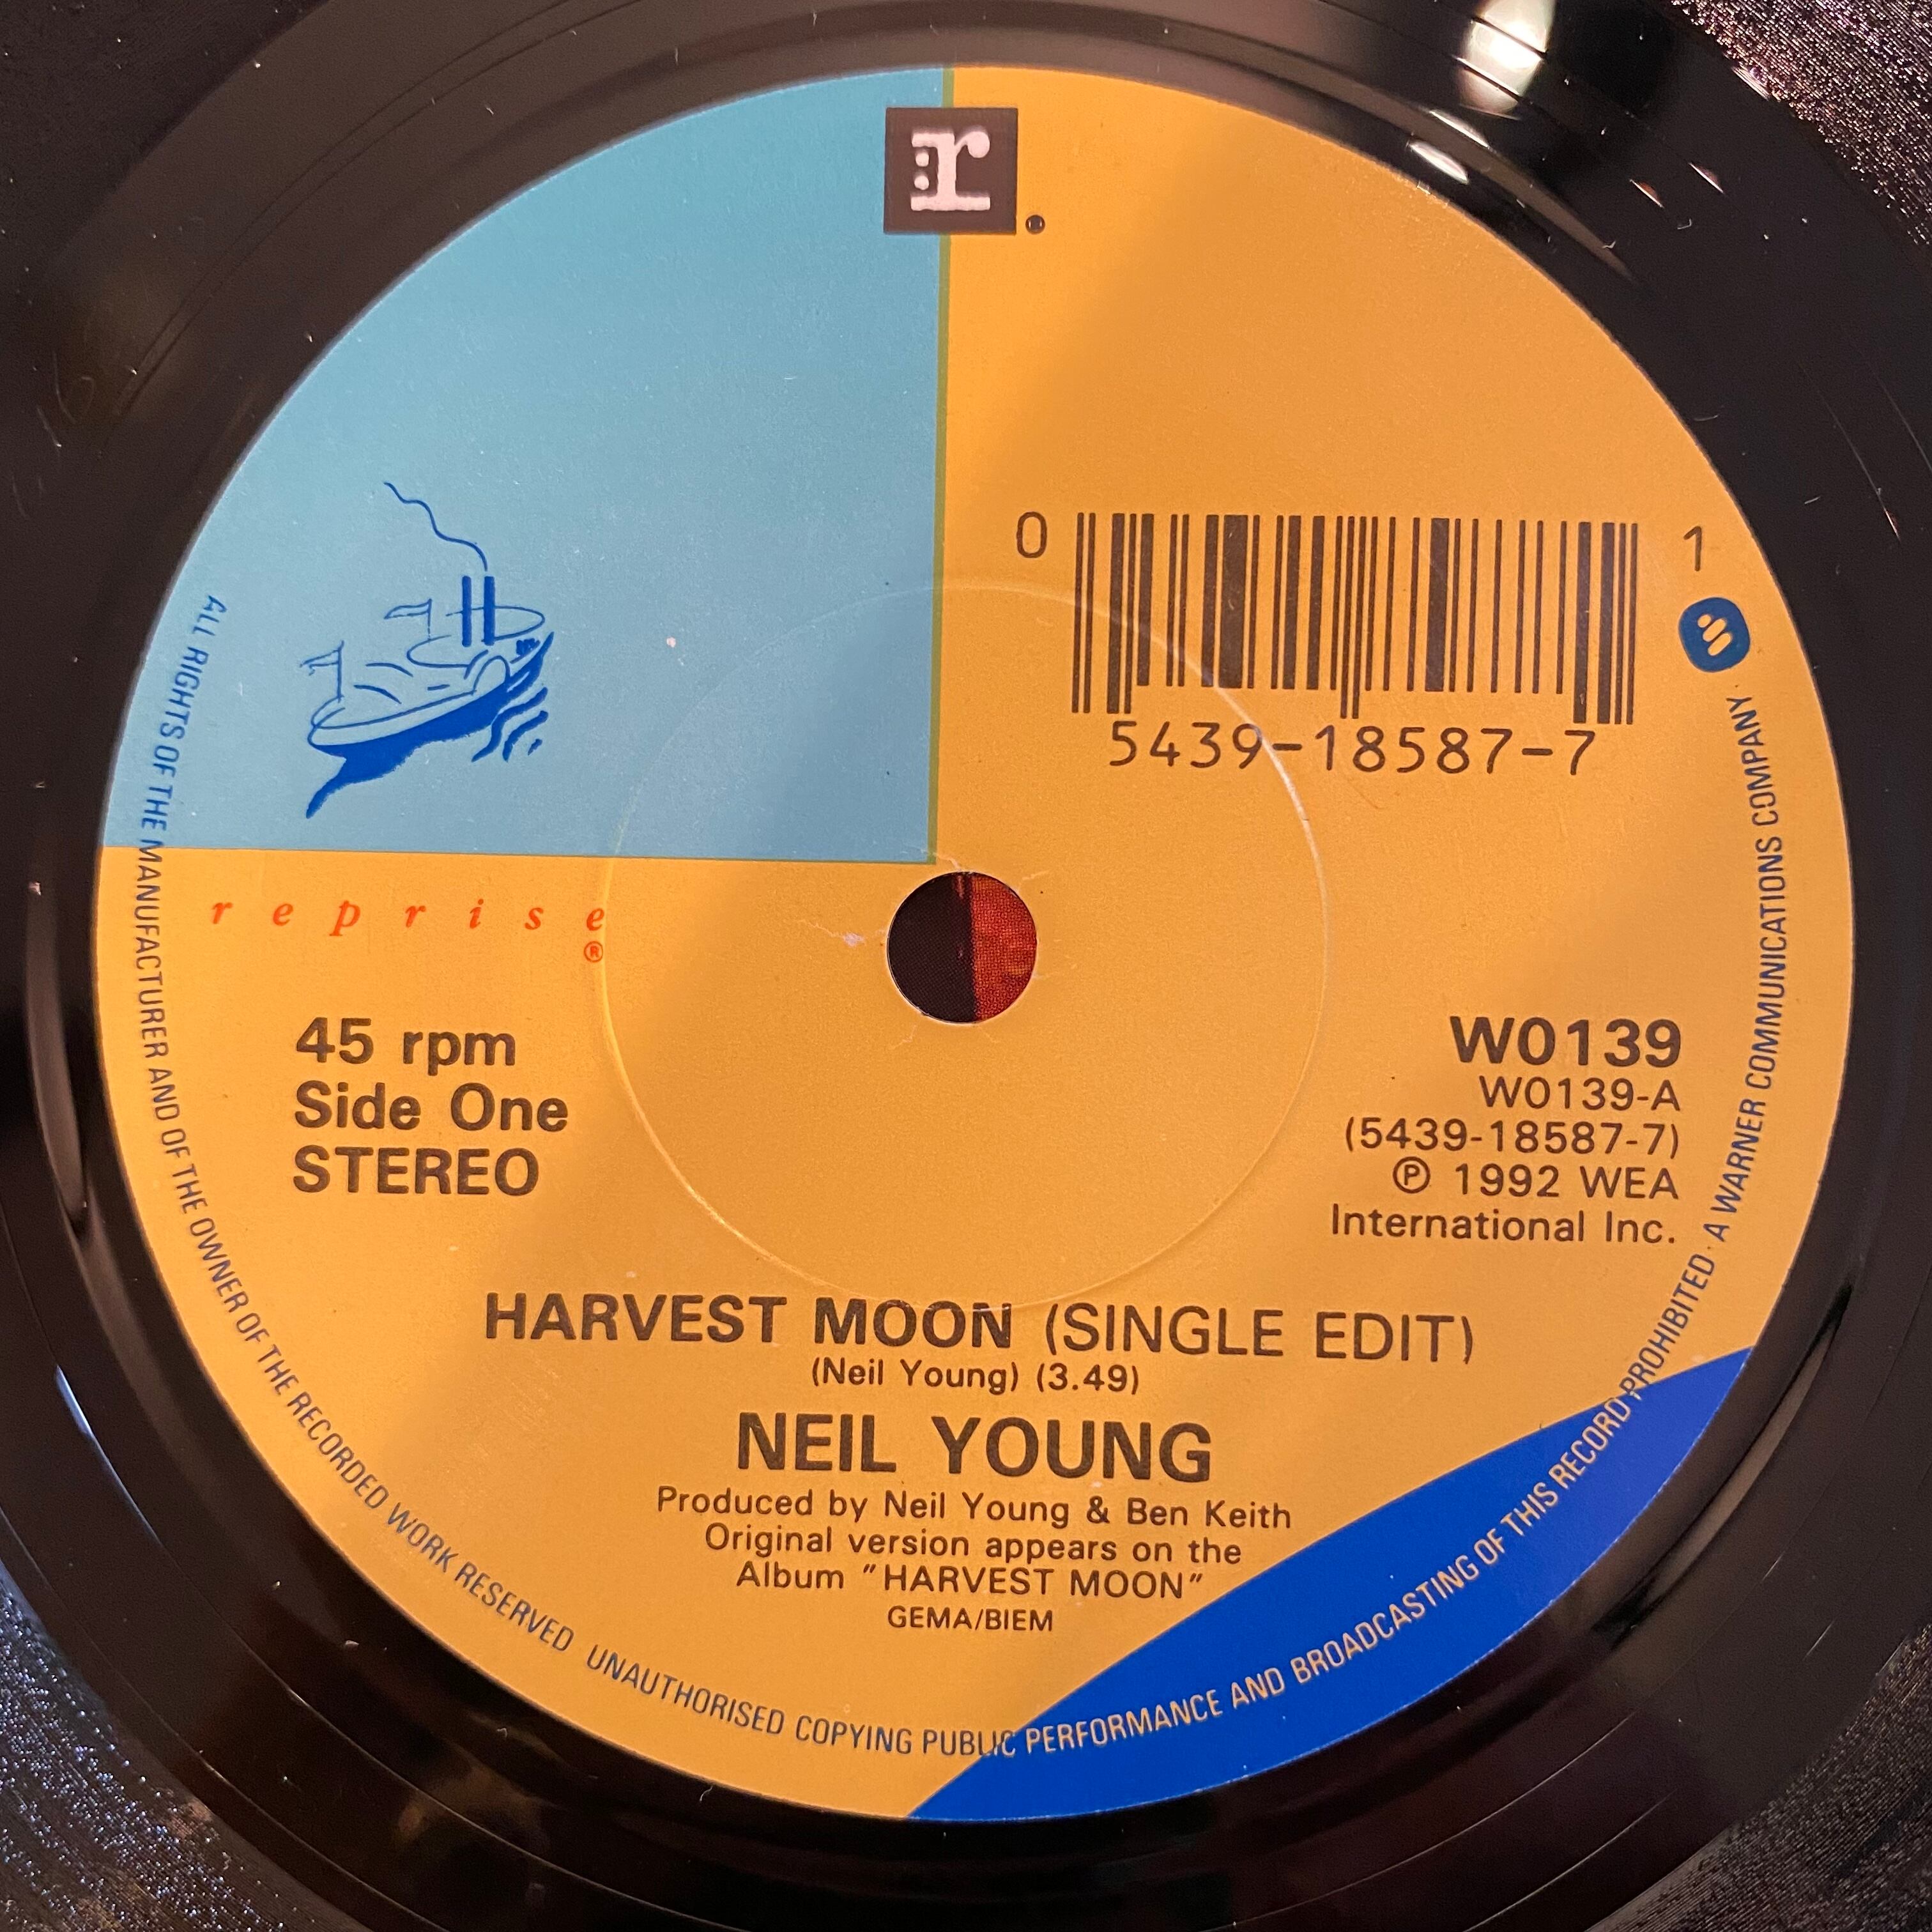 r
0
1
5439-18587-7
reprise
®
45 rpm
Side One
STEREO
W0139
W0139-A
(5439-18587-7)
℗ 1992 WEA
International Inc.
HARVEST MOON (SINGLE EDIT)
(Neil Young) (3.49)
NEIL YOUNG
Produced by Neil Young & Ben Keith
Original version appears on the
Album "HARVEST MOON"
GEMA/BIEM
ALL RIGHTS OF THE MANUFACTURER AND OF THE OWNER OF THE RECORDED WORK RESERVED UNAUTHORISED COPYING PUBLIC PERFORMANCE AND BROADCASTING OF THIS RECORD PROHIBITED · A WARNER COMMUNICATIONS COMPANY